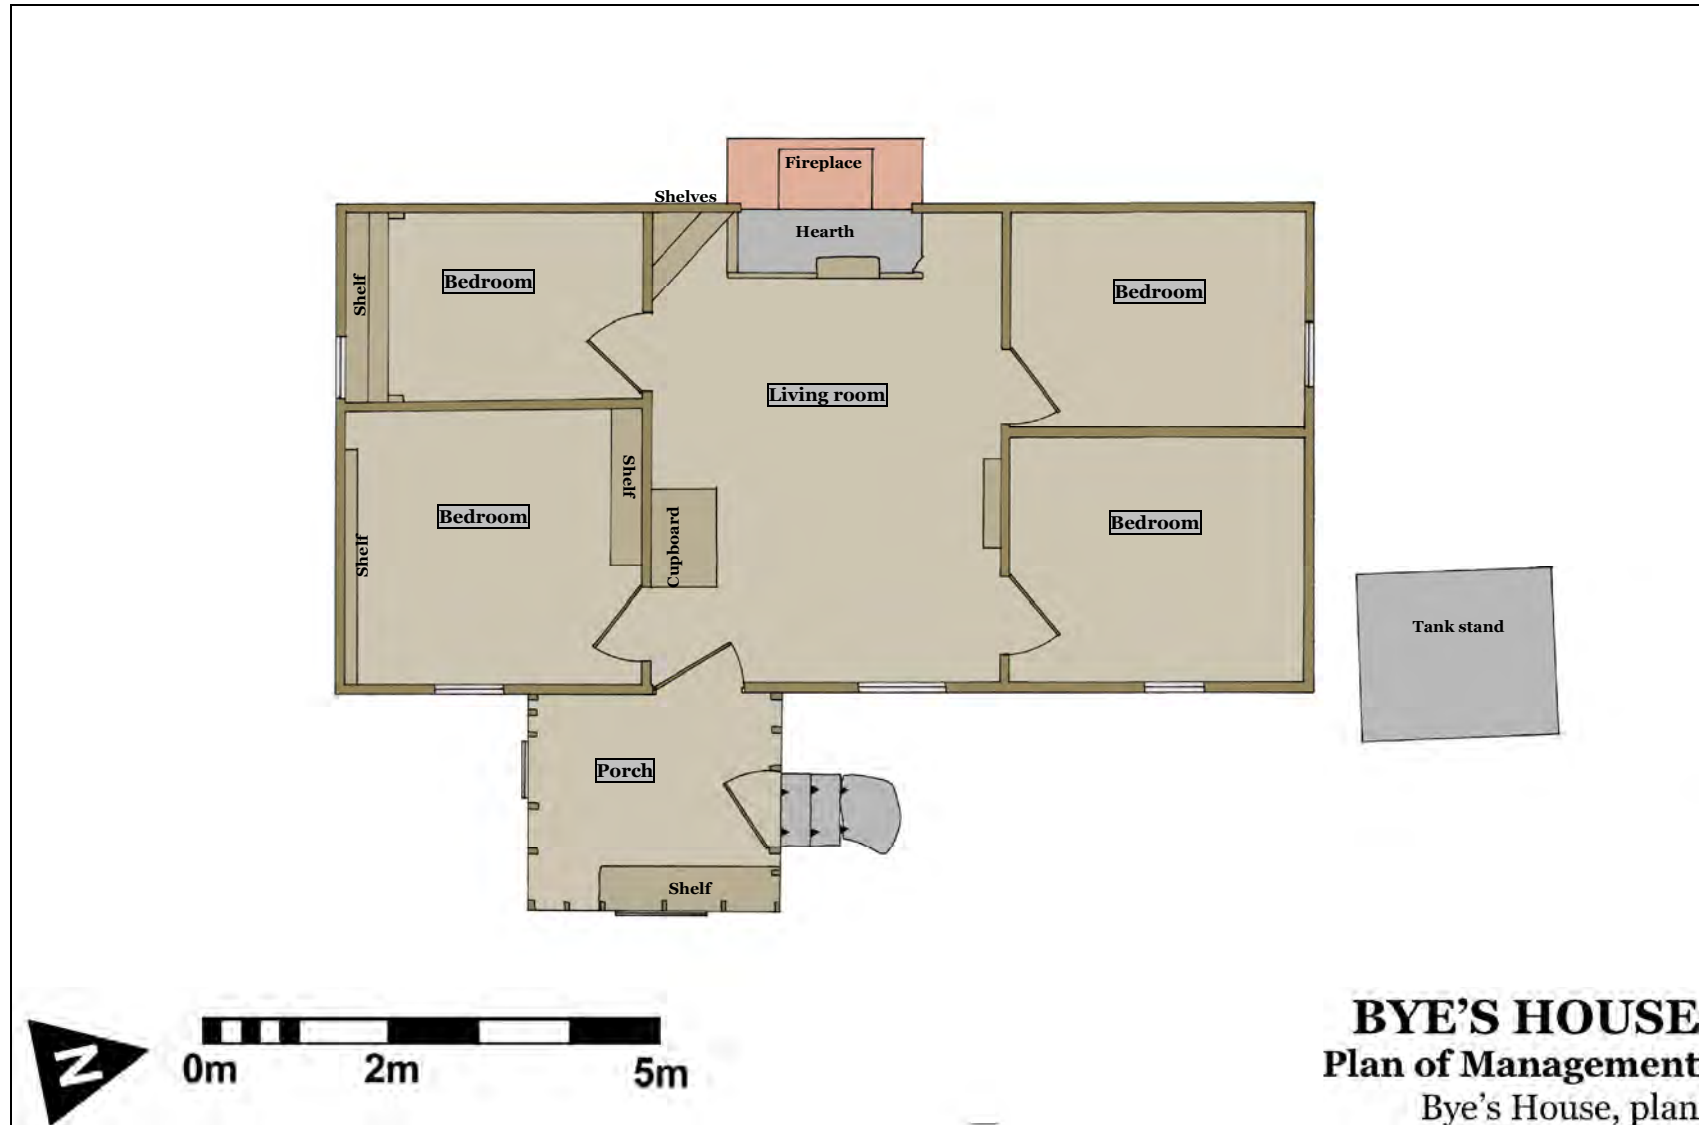 Fireplace
Shelves
Hearth
Shelf
Bedroom
Bedroom
Living room
Shelf
Bedroom
Shelf
Cupboard
Bedroom
Tank stand
Porch
Shelf
N
0m 2m 5m
BYE'S HOUSE
Plan of Management
Bye's House, plan